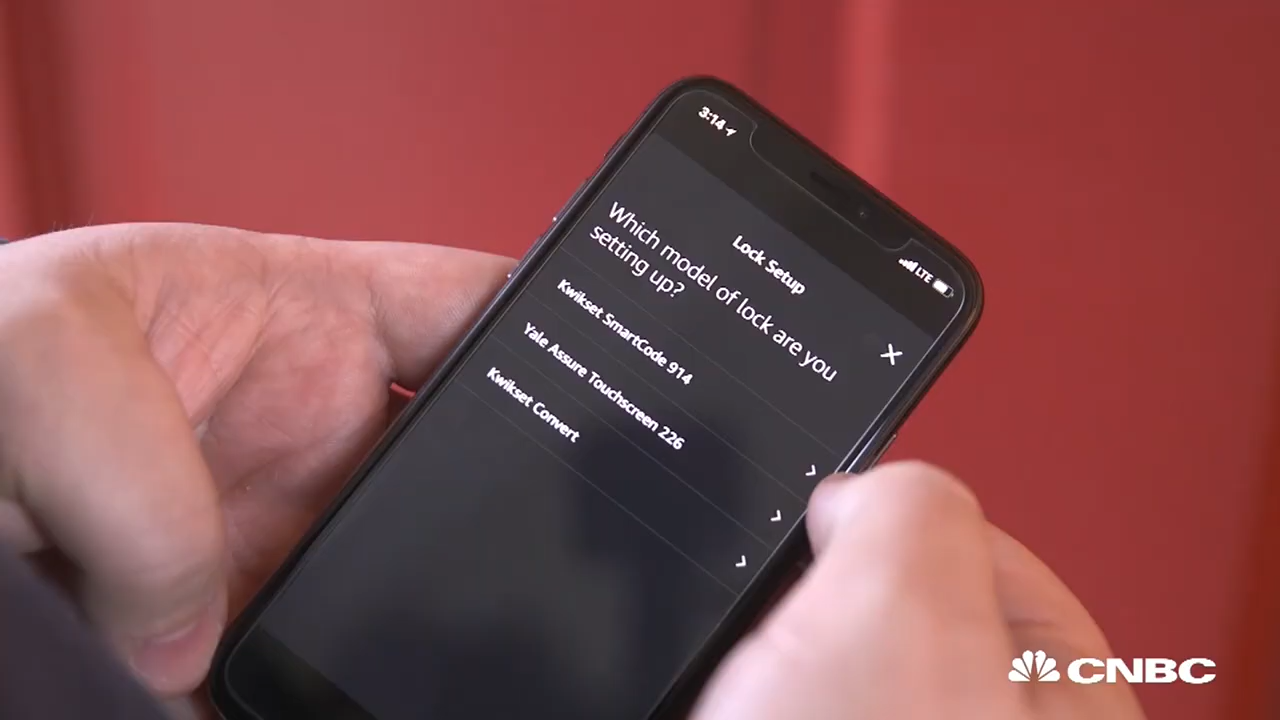 3:14
LTE
Lock Setup
Which model of lock are you
setting up?
Kwikset SmartCode 914
Yale Assure Touchscreen 226
Kwikset Convert
CNBC